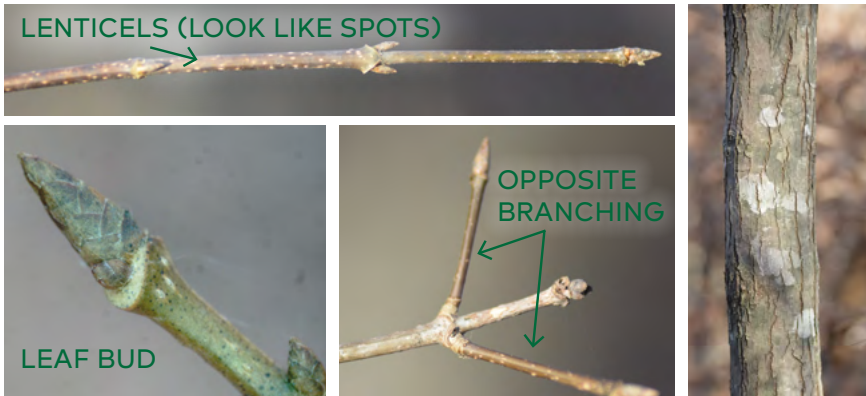 LENTICELS (LOOK LIKE SPOTS)
OPPOSITE
BRANCHING
LEAF BUD